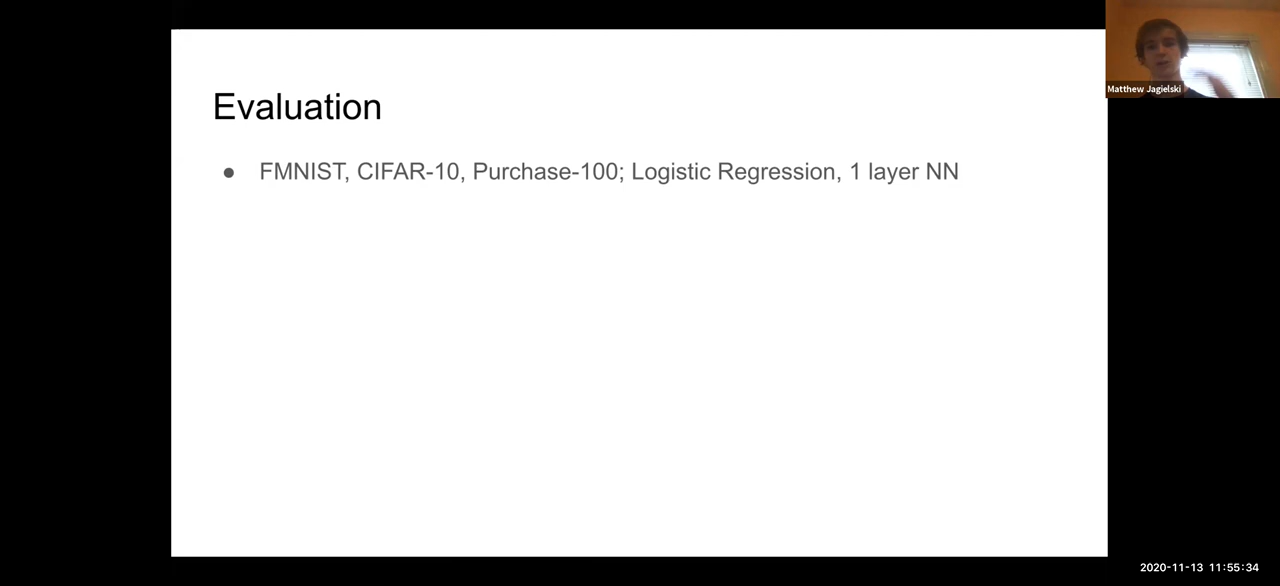 Evaluation
● FMNIST, CIFAR-10, Purchase-100; Logistic Regression, 1 layer NN
Matthew Jagielski
2020-11-13 11:55:34